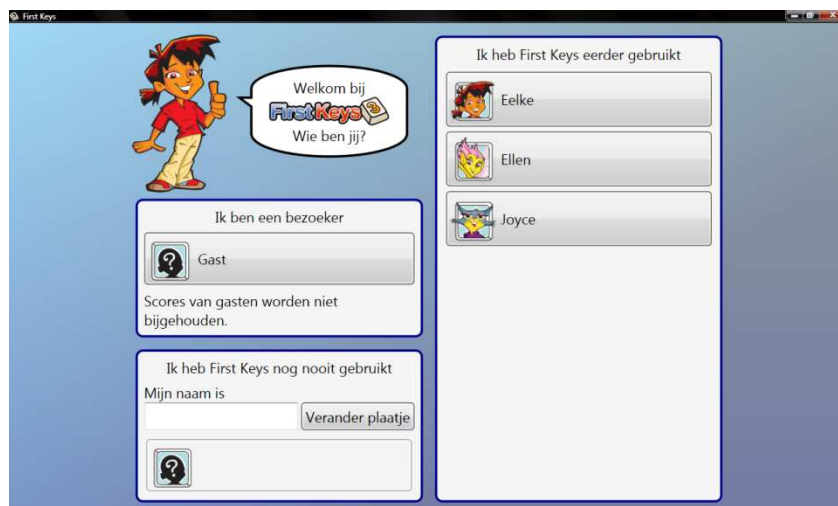 First Keys
Welkom bij
FirstKeys 3
Wie ben jij?
Ik ben een bezoeker
Gast
Scores van gasten worden niet
bijgehouden.
Ik heb First Keys nog nooit gebruikt
Mijn naam is
Verander plaatje
?
Ik heb First Keys eerder gebruikt
Eelke
Ellen
Joyce